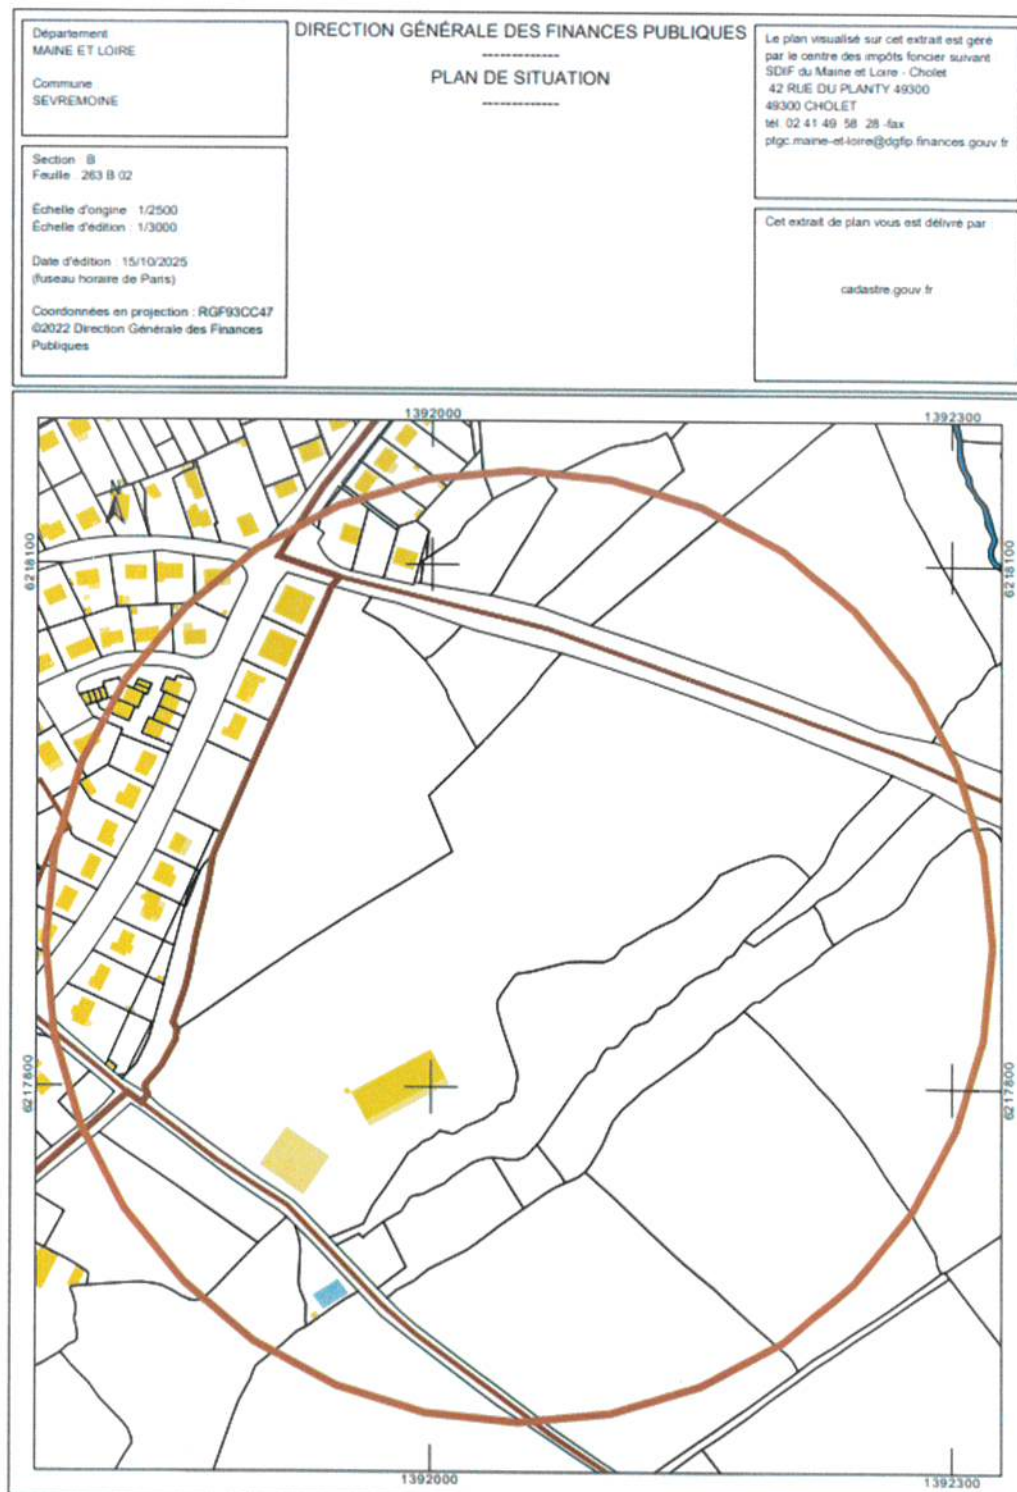 Département
MAINE ET LOIRE
Commune
SEVREMOINE
Section : B
Feuille : 263 B 02
Échelle d'origine : 1/2500
Échelle d'édition : 1/3000
Date d'édition : 15/10/2025
(fuseau horaire de Paris)
Coordonnées en projection : RGF93CC47
©2022 Direction Générale des Finances
Publiques
DIRECTION GÉNÉRALE DES FINANCES PUBLIQUES
-------------
PLAN DE SITUATION
-------------
Le plan visualisé sur cet extrait est géré
par le centre des impôts foncier suivant
SDIF du Maine et Loire - Cholet
42 RUE DU PLANTY 49300
49300 CHOLET
tél. 02 41 49 58 28 -fax
ptgc.maine-et-loire@dgfip.finances.gouv.fr
Cet extrait de plan vous est délivré par
cadastre.gouv.fr
1392000
1392300
N
6218100
6218100
6217800
6217800
1392000
1392300